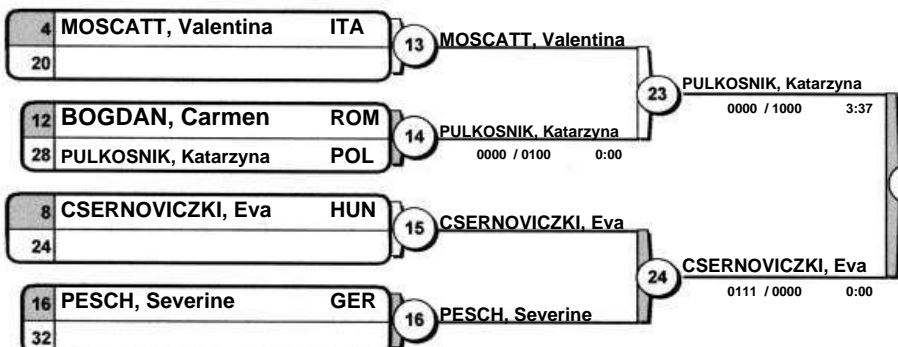 4 MOSCATT, Valentina ITA
20
13
MOSCATT, Valentina
12 BOGDAN, Carmen ROM
28 PULKOSNIK, Katarzyna POL
14
PULKOSNIK, Katarzyna
0000 / 0100 0:00
23
PULKOSNIK, Katarzyna
0000 / 1000 3:37
8 CSERNOVICZKI, Eva HUN
24
15
CSERNOVICZKI, Eva
16 PESCH, Severine GER
32
16
PESCH, Severine
24
CSERNOVICZKI, Eva
0111 / 0000 0:00